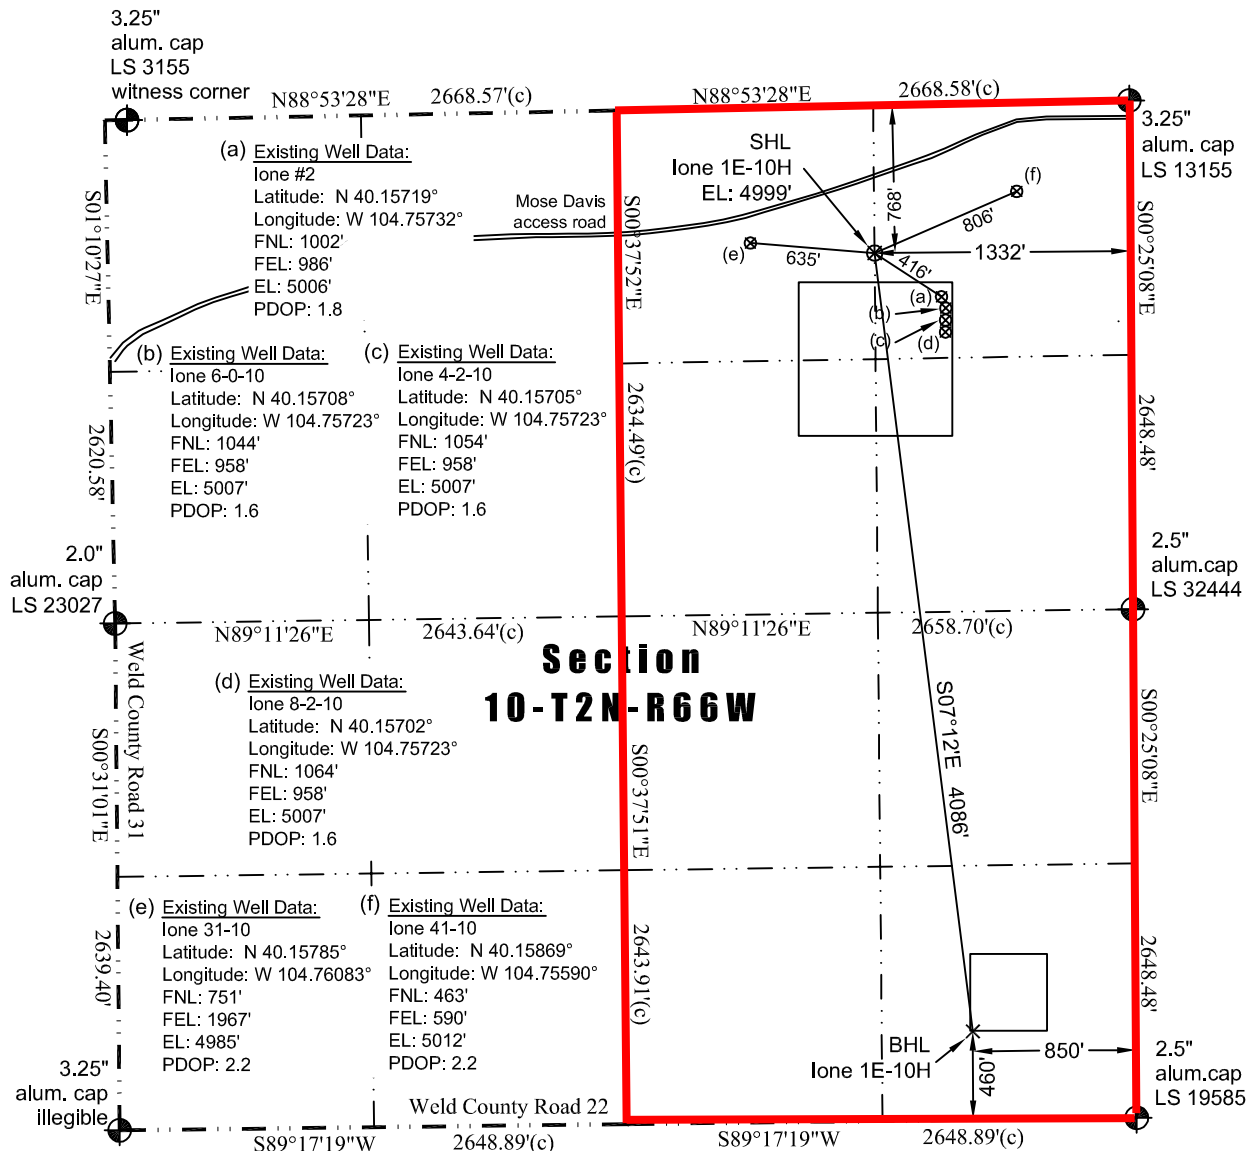 3.25"
alum. cap
LS 3155
witness corner
N88°53'28"E
2668.57'(c)
N88°53'28"E
2668.58'(c)
3.25"
alum. cap
LS 13155
(a) Existing Well Data:
Ione #2
Latitude: N 40.15719°
Longitude: W 104.75732°
FNL: 1002'
FEL: 986'
EL: 5006'
PDOP: 1.8
SHL
Ione 1E-10H
EL: 4999'
768'
(f)
806'
Mose Davis
access road
S01°10'27"E
S00°37'52"E
S00°25'08"E
(e)
635'
416'
1332'
(a)
(b)
(c)
(d)
(b) Existing Well Data:
Ione 6-0-10
Latitude: N 40.15708°
Longitude: W 104.75723°
FNL: 1044'
FEL: 958'
EL: 5007'
PDOP: 1.6
(c) Existing Well Data:
Ione 4-2-10
Latitude: N 40.15705°
Longitude: W 104.75723°
FNL: 1054'
FEL: 958'
EL: 5007'
PDOP: 1.6
2620.58'
2634.49'(c)
2648.48'
2.0"
alum. cap
LS 23027
2.5"
alum.cap
LS 32444
N89°11'26"E
2643.64'(c)
N89°11'26"E
2658.70'(c)
Section
10-T2N-R66W
Weld County Road 31
S00°31'01"E
(d) Existing Well Data:
Ione 8-2-10
Latitude: N 40.15702°
Longitude: W 104.75723°
FNL: 1064'
FEL: 958'
EL: 5007'
PDOP: 1.6
S00°37'51"E
S07°12'E 4086'
S00°25'08"E
(e) Existing Well Data:
Ione 31-10
Latitude: N 40.15785°
Longitude: W 104.76083°
FNL: 751'
FEL: 1967'
EL: 4985'
PDOP: 2.2
(f) Existing Well Data:
Ione 41-10
Latitude: N 40.15869°
Longitude: W 104.75590°
FNL: 463'
FEL: 590'
EL: 5012'
PDOP: 2.2
2639.40'
2643.91'(c)
2648.48'
BHL
Ione 1E-10H
850'
460'
3.25"
alum. cap
illegible
2.5"
alum.cap
LS 19585
Weld County Road 22
S89°17'19"W
2648.89'(c)
S89°17'19"W
2648.89'(c)